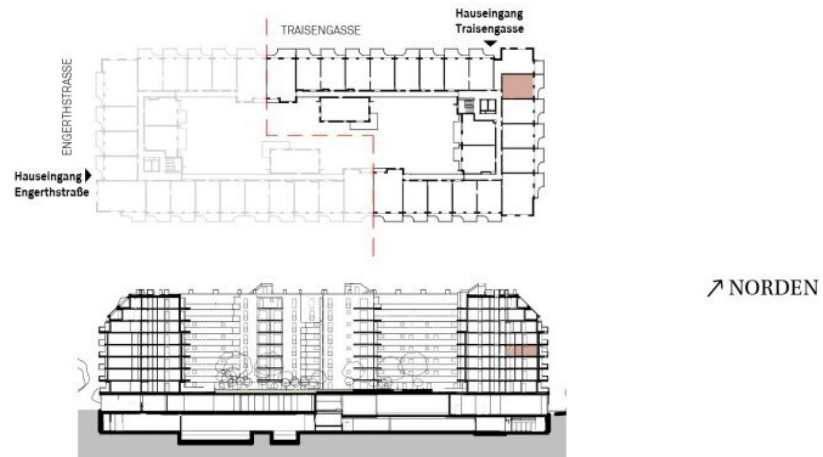 Hauseingang
Traisengasse
TRAISENGASSE
ENGERTHSTRASSE
Hauseingang
Engerthstraße
NORDEN